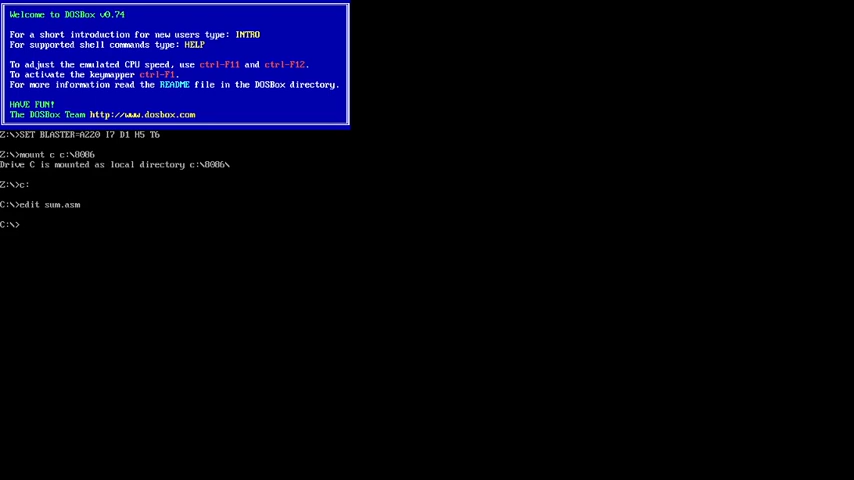 Welcome to DOSBox v0.74
For a short introduction for new users type: INTRO
For supported shell commands type: HELP
To adjust the emulated CPU speed, use ctrl-F11 and ctrl-F12.
To activate the keymapper ctrl-F1.
For more information read the README file in the DOSBox directory.
HAVE FUN!
The DOSBox Team http://www.dosbox.com
Z:\>SET BLASTER=A220 I7 D1 H5 T6
Z:\>mount c c:\8086
Drive C is mounted as local directory c:\8086\
Z:\>c:
C:\>edit sum.asm
C:\>